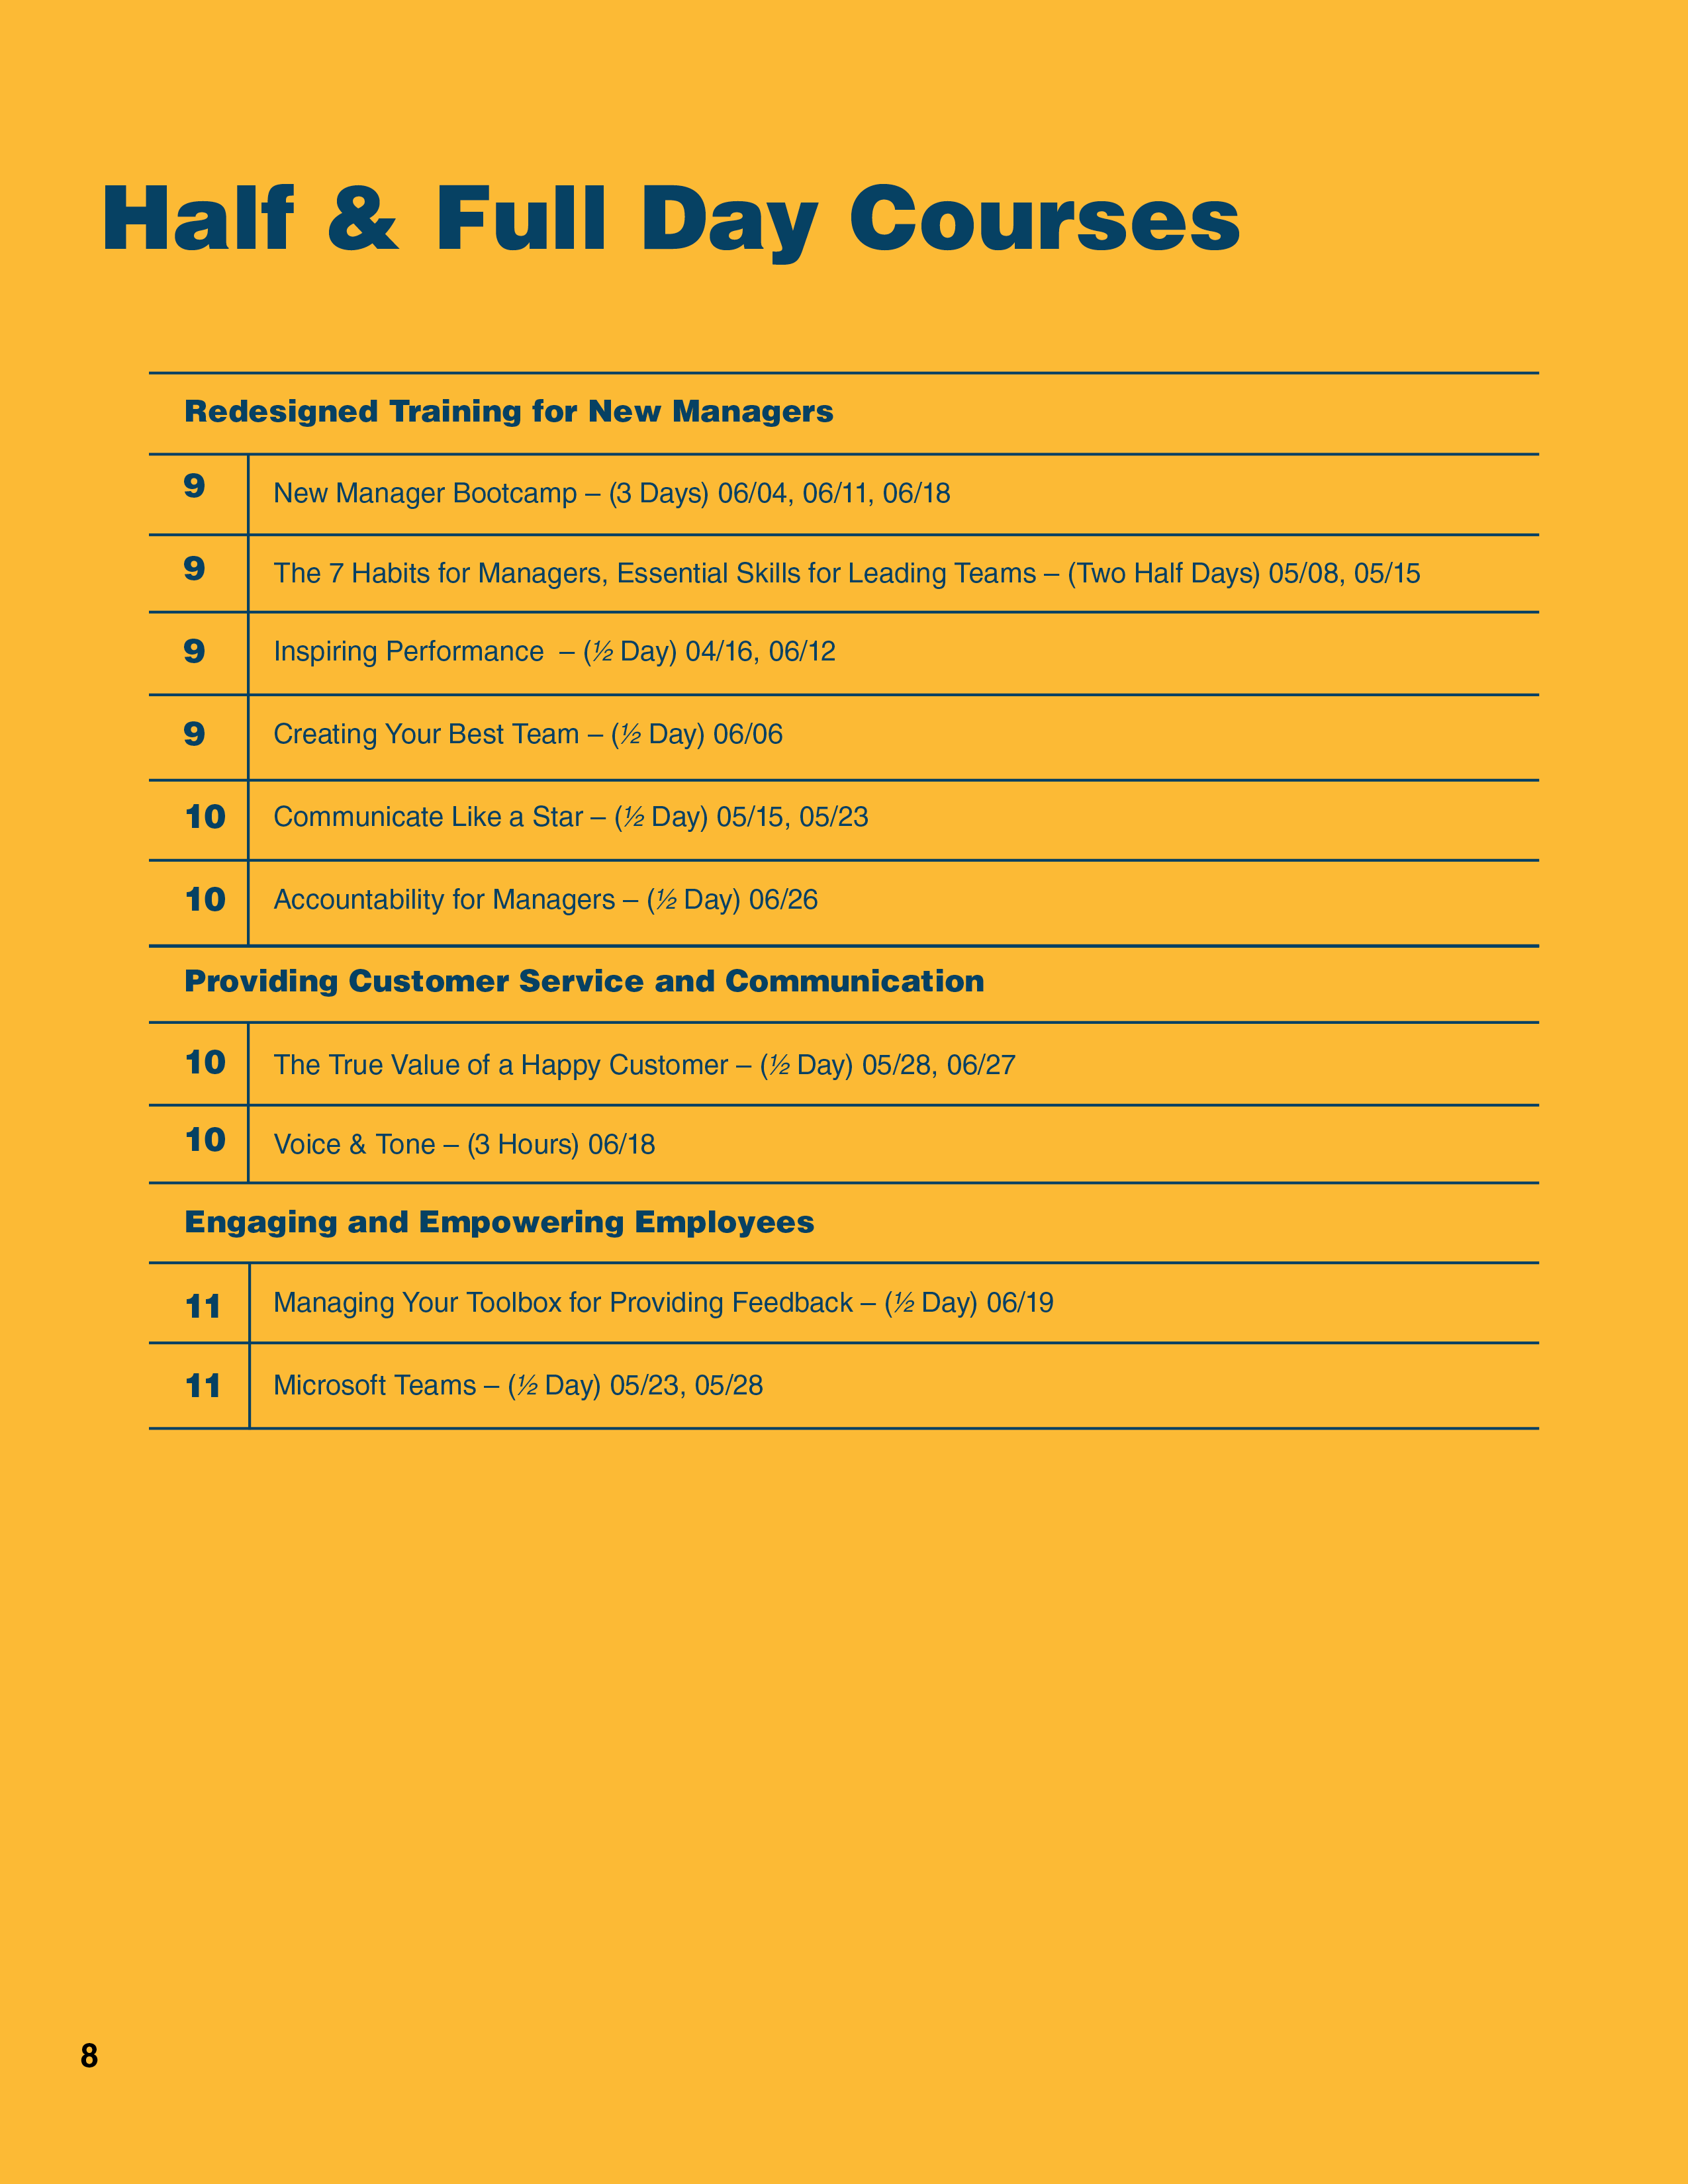 Half & Full Day Courses
Redesigned Training for New Managers
9 New Manager Bootcamp – (3 Days) 06/04, 06/11, 06/18
9 The 7 Habits for Managers, Essential Skills for Leading Teams – (Two Half Days) 05/08, 05/15
9 Inspiring Performance – (½ Day) 04/16, 06/12
9 Creating Your Best Team – (½ Day) 06/06
10 Communicate Like a Star – (½ Day) 05/15, 05/23
10 Accountability for Managers – (½ Day) 06/26
Providing Customer Service and Communication
10 The True Value of a Happy Customer – (½ Day) 05/28, 06/27
10 Voice & Tone – (3 Hours) 06/18
Engaging and Empowering Employees
11 Managing Your Toolbox for Providing Feedback – (½ Day) 06/19
11 Microsoft Teams – (½ Day) 05/23, 05/28
8